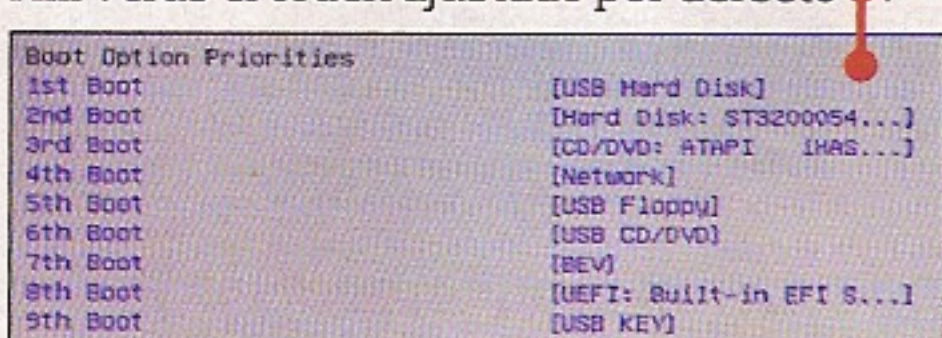 por defecto
Boot Option Priorities
1st Boot [USB Hard Disk]
2nd Boot [Hard Disk: ST3200054...]
3rd Boot [CD/DVD: ATAPI iHAS...]
4th Boot [Network]
5th Boot [USB Floppy]
6th Boot [USB CD/DVD]
7th Boot [BEV]
8th Boot [UEFI: Built-in EFI S...]
9th Boot [USB KEY]